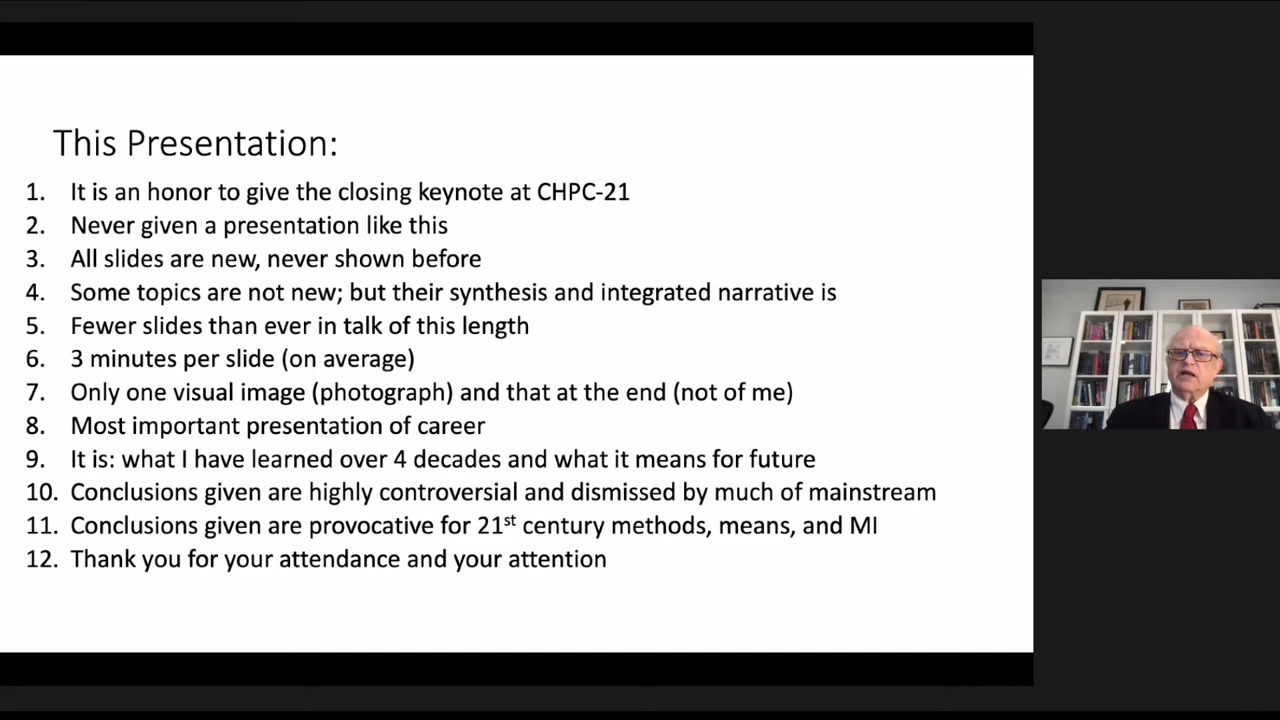 This Presentation:
1. It is an honor to give the closing keynote at CHPC-21
2. Never given a presentation like this
3. All slides are new, never shown before
4. Some topics are not new; but their synthesis and integrated narrative is
5. Fewer slides than ever in talk of this length
6. 3 minutes per slide (on average)
7. Only one visual image (photograph) and that at the end (not of me)
8. Most important presentation of career
9. It is: what I have learned over 4 decades and what it means for future
10. Conclusions given are highly controversial and dismissed by much of mainstream
11. Conclusions given are provocative for 21st century methods, means, and MI
12. Thank you for your attendance and your attention